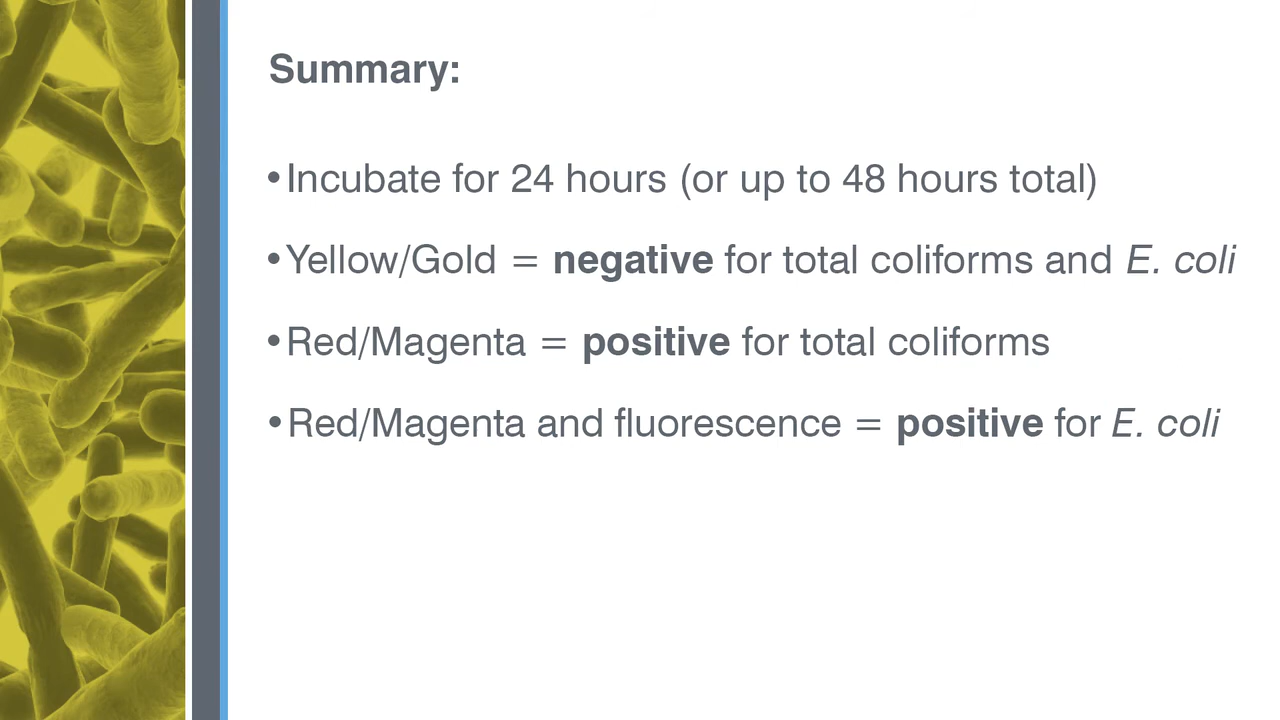 Summary:
•Incubate for 24 hours (or up to 48 hours total)
•Yellow/Gold = negative for total coliforms and E. coli
•Red/Magenta = positive for total coliforms
•Red/Magenta and fluorescence = positive for E. coli